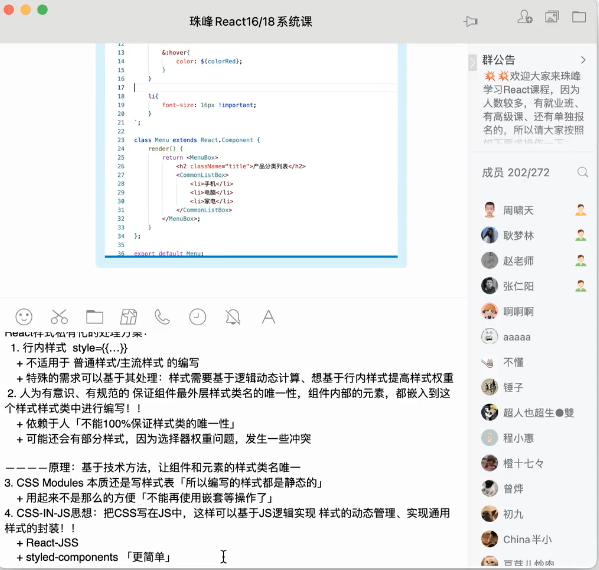 珠峰React16/18系统课
12
13 &:hover{
14 color: ${colorRed};
15 }
16 }
17
18 li{
19 font-size: 16px !important;
20 }
21 `;
22
23 class Menu extends React.Component {
24 render() {
25 return <MenuBox>
26 <h2 className="title">产品分类列表</h2>
27 <CommonListBox>
28 <li>手机</li>
29 <li>电脑</li>
30 <li>家电</li>
31 </CommonListBox>
32 </MenuBox>;
33 }
34 };
35
36 export default Menu;
React样式私有化的处理方案：
1. 行内样式 style={{...}}
+ 不适用于 普通样式/主流样式 的编写
+ 特殊的需求可以基于其处理：样式需要基于逻辑动态计算、想基于行内样式提高样式权重
2. 人为有意识、有规范的 保证组件最外层样式类名的唯一性，组件内部的元素，都嵌入到这
个样式样式类中进行编写！！
+ 依赖于人「不能100%保证样式类的唯一性」
+ 可能还会有部分样式，因为选择器权重问题，发生一些冲突
－－－－原理：基于技术方法，让组件和元素的样式类名唯一
3. CSS Modules 本质还是写样式表「所以编写的样式都是静态的」
+ 用起来不是那么的方便「不能再使用嵌套等操作了」
4. CSS-IN-JS思想：把CSS写在JS中，这样可以基于JS逻辑实现 样式的动态管理、实现通用
样式的封装！！
+ React-JSS
+ styled-components 「更简单」
群公告
💥💥欢迎大家来珠峰
学习React课程，因为
人数较多，有就业班、
有高级课、还有单独报
名的，所以请大家按照
成员 202/272
周啸天
耿梦林
赵老师
张仁阳
啊啊啊
aaaaa
不懂
锤子
超人也超生●雙
程小惠
橙十七々
曾烨
初九
China半小